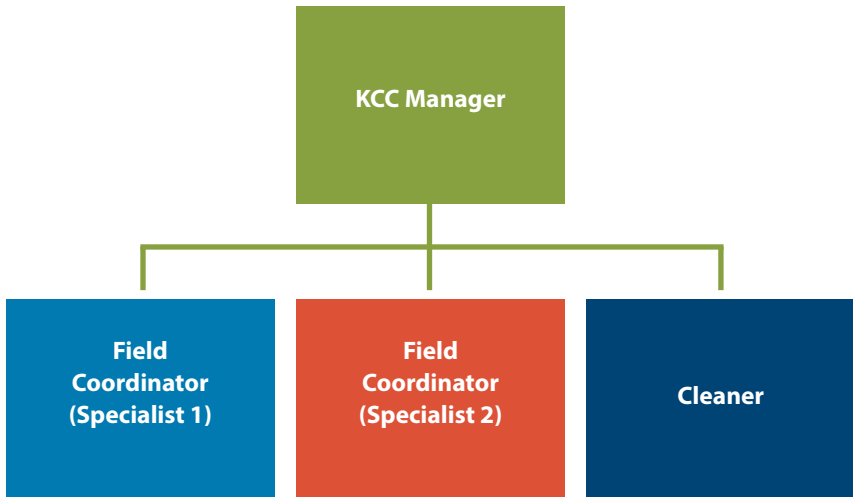 KCC Manager
Field
Coordinator
(Specialist 1)
Field
Coordinator
(Specialist 2)
Cleaner